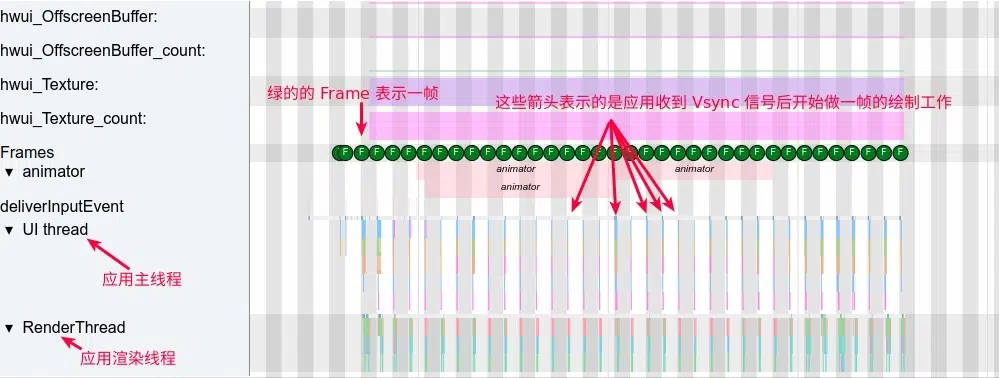 hwui_OffscreenBuffer:
hwui_OffscreenBuffer_count:
hwui_Texture:
绿的的 Frame 表示一帧
这些箭头表示的是应用收到 Vsync 信号后开始做一帧的绘制工作
hwui_Texture_count:
Frames
F F F F F F F F F F F F F F F F F F F F F F F F F F F F F F F F F F F F F
▼ animator
animator
animator
animator
deliverInputEvent
▼ UI thread
应用主线程
▼ RenderThread
应用渲染线程